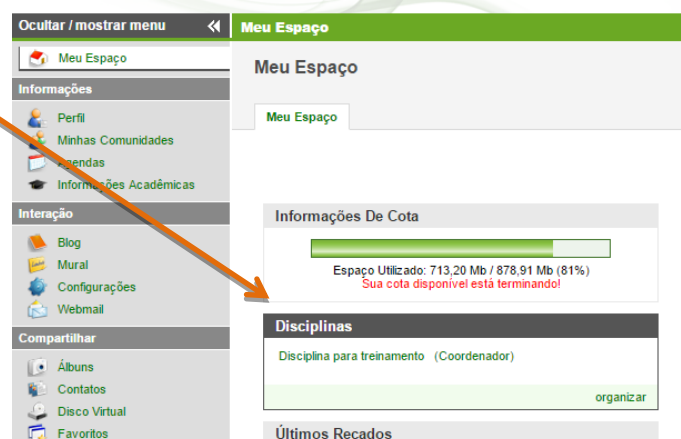 Ocultar / mostrar menu
Meu Espaço
Informações
Perfil
Minhas Comunidades
Agendas
Informações Acadêmicas
Interação
Blog
Mural
Configurações
Webmail
Compartilhar
Álbuns
Contatos
Disco Virtual
Favoritos
Meu Espaço
Meu Espaço
Meu Espaço
Informações De Cota
Espaço Utilizado: 713,20 Mb / 878,91 Mb (81%)
Sua cota disponível está terminando!
Disciplinas
Disciplina para treinamento (Coordenador)
organizar
Últimos Recados